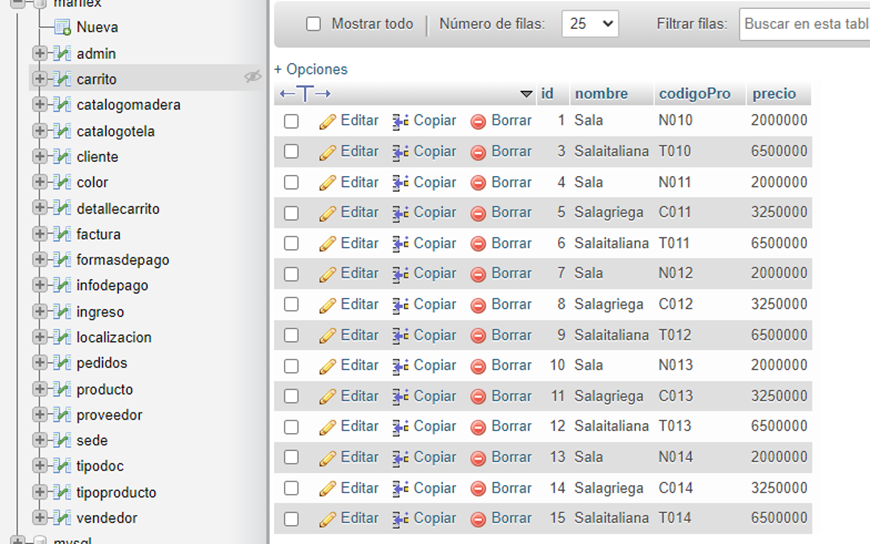 marilex
Nueva
admin
carrito
catalogomadera
catalogotela
cliente
color
detallecarrito
factura
formasdepago
infodepago
ingreso
localizacion
pedidos
producto
proveedor
sede
tipodoc
tipoproducto
vendedor
mysql
Mostrar todo Número de filas: 25 Filtrar filas: Buscar en esta tabl
+ Opciones
←T→ id nombre codigoPro precio
Editar Copiar Borrar 1 Sala N010 2000000
Editar Copiar Borrar 3 Salaitaliana T010 6500000
Editar Copiar Borrar 4 Sala N011 2000000
Editar Copiar Borrar 5 Salagriega C011 3250000
Editar Copiar Borrar 6 Salaitaliana T011 6500000
Editar Copiar Borrar 7 Sala N012 2000000
Editar Copiar Borrar 8 Salagriega C012 3250000
Editar Copiar Borrar 9 Salaitaliana T012 6500000
Editar Copiar Borrar 10 Sala N013 2000000
Editar Copiar Borrar 11 Salagriega C013 3250000
Editar Copiar Borrar 12 Salaitaliana T013 6500000
Editar Copiar Borrar 13 Sala N014 2000000
Editar Copiar Borrar 14 Salagriega C014 3250000
Editar Copiar Borrar 15 Salaitaliana T014 6500000